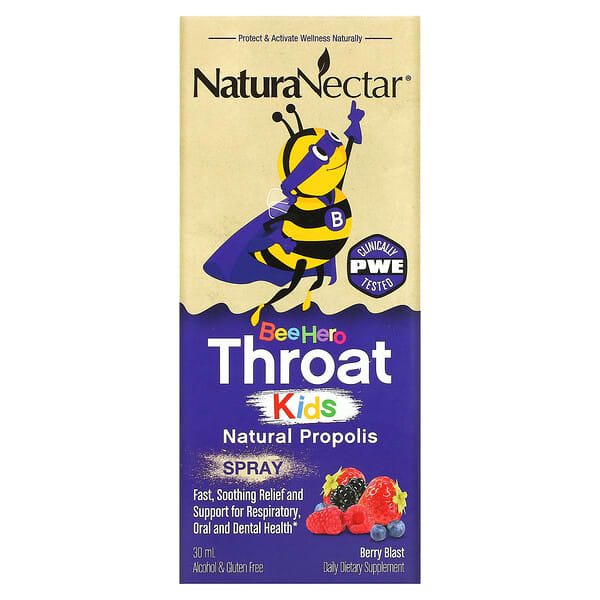 Protect & Activate Wellness Naturally
NaturaNectar®
B
CLINICALLY
PWE
TESTED
BeeHero
Throat
Kids
Natural Propolis
SPRAY
Fast, Soothing Relief and
Support for Respiratory,
Oral and Dental Health*
30 mL
Alcohol & Gluten Free
Berry Blast
Daily Dietary Supplement